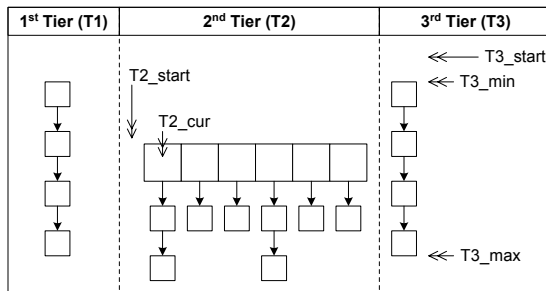 1st Tier (T1) 2nd Tier (T2) 3rd Tier (T3)
T3_start
T2_start
T3_min
T2_cur
T3_max